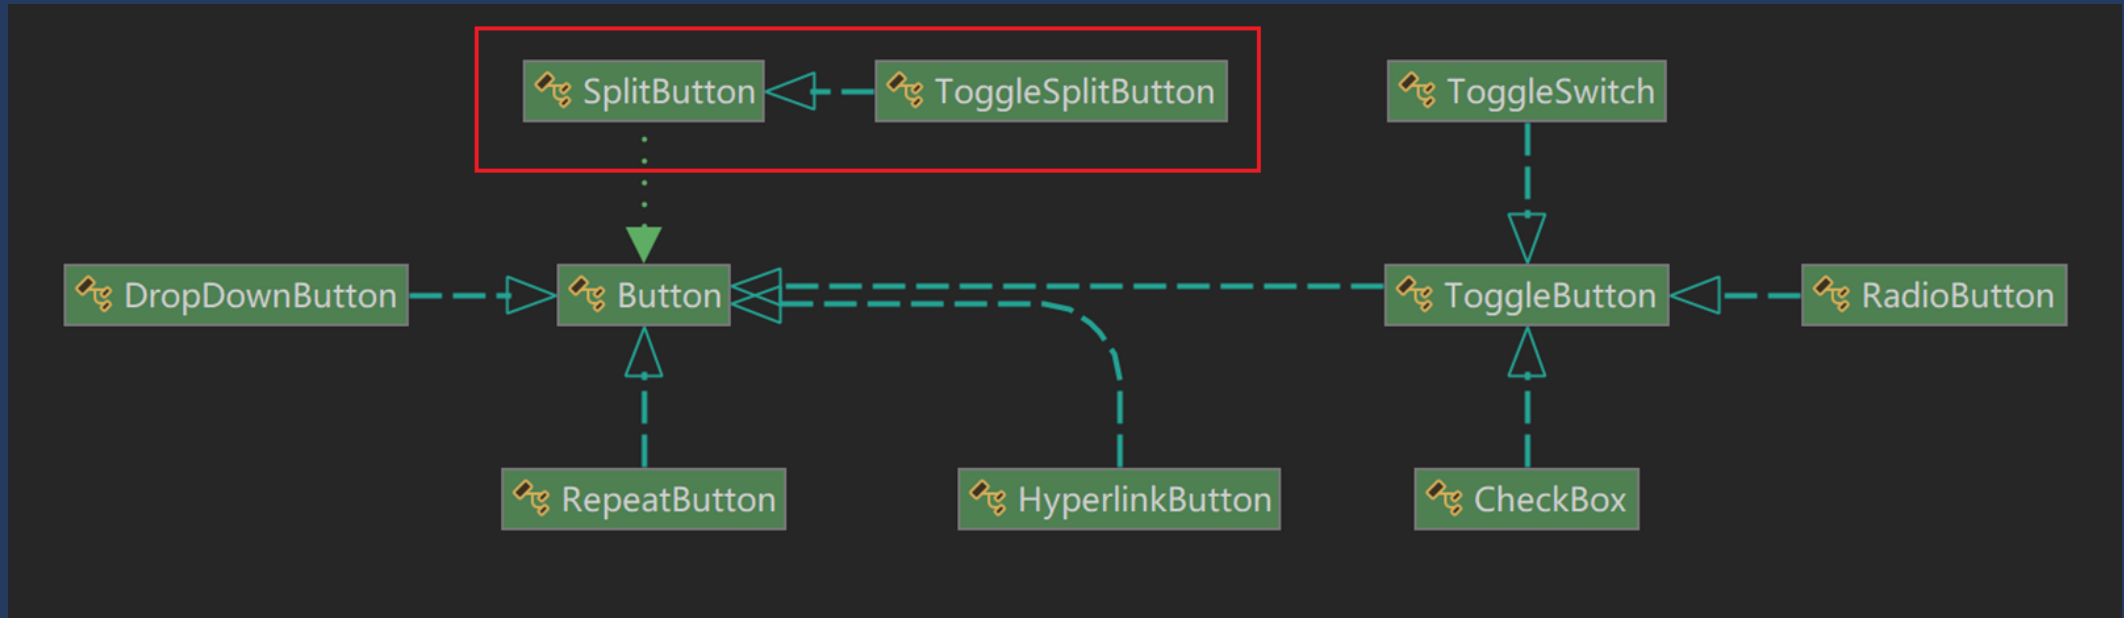 SplitButton
ToggleSplitButton
ToggleSwitch
DropDownButton
Button
ToggleButton
RadioButton
RepeatButton
HyperlinkButton
CheckBox